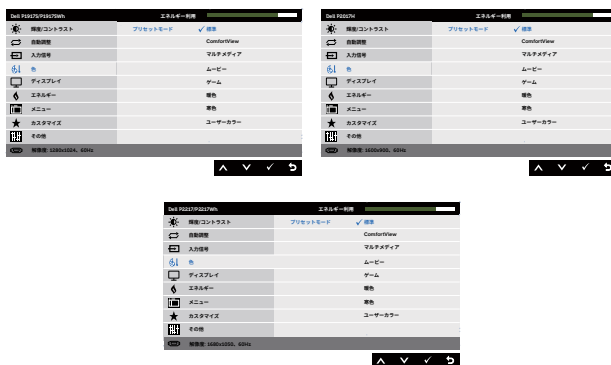 Dell P1917S/P1917SWh エネルギー利用
輝度/コントラスト プリセットモード ✓ 標準
自動調整 ComfortView
入力信号 マルチメディア
色 ムービー
ディスプレイ ゲーム
エネルギー 暖色
メニュー 寒色
カスタマイズ ユーザーカラー
その他
解像度: 1280x1024、60Hz
Dell P2017H エネルギー利用
輝度/コントラスト プリセットモード ✓ 標準
自動調整 ComfortView
入力信号 マルチメディア
色 ムービー
ディスプレイ ゲーム
エネルギー 暖色
メニュー 寒色
カスタマイズ ユーザーカラー
その他
解像度: 1600x900、60Hz
Dell P2217/P2217Wh エネルギー利用
輝度/コントラスト プリセットモード ✓ 標準
自動調整 ComfortView
入力信号 マルチメディア
色 ムービー
ディスプレイ ゲーム
エネルギー 暖色
メニュー 寒色
カスタマイズ ユーザーカラー
その他
解像度: 1680x1050、60Hz